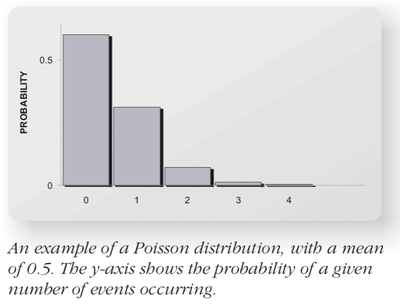 0.5
PROBABILITY
0
0 1 2 3 4
An example of a Poisson distribution, with a mean
of 0.5. The y-axis shows the probability of a given
number of events occurring.